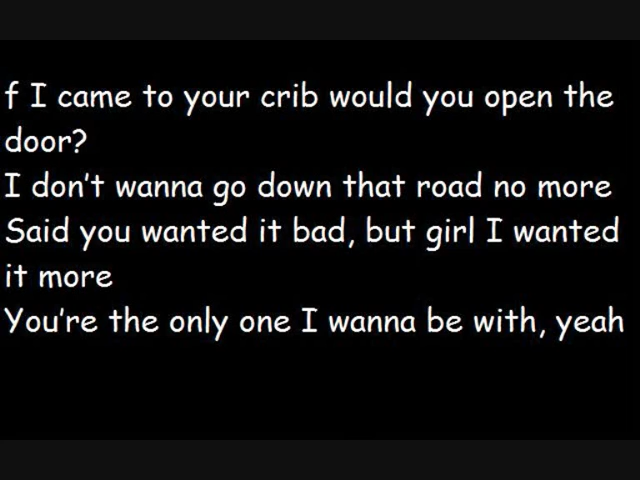 f I came to your crib would you open the
door?
I don’t wanna go down that road no more
Said you wanted it bad, but girl I wanted
it more
You’re the only one I wanna be with, yeah